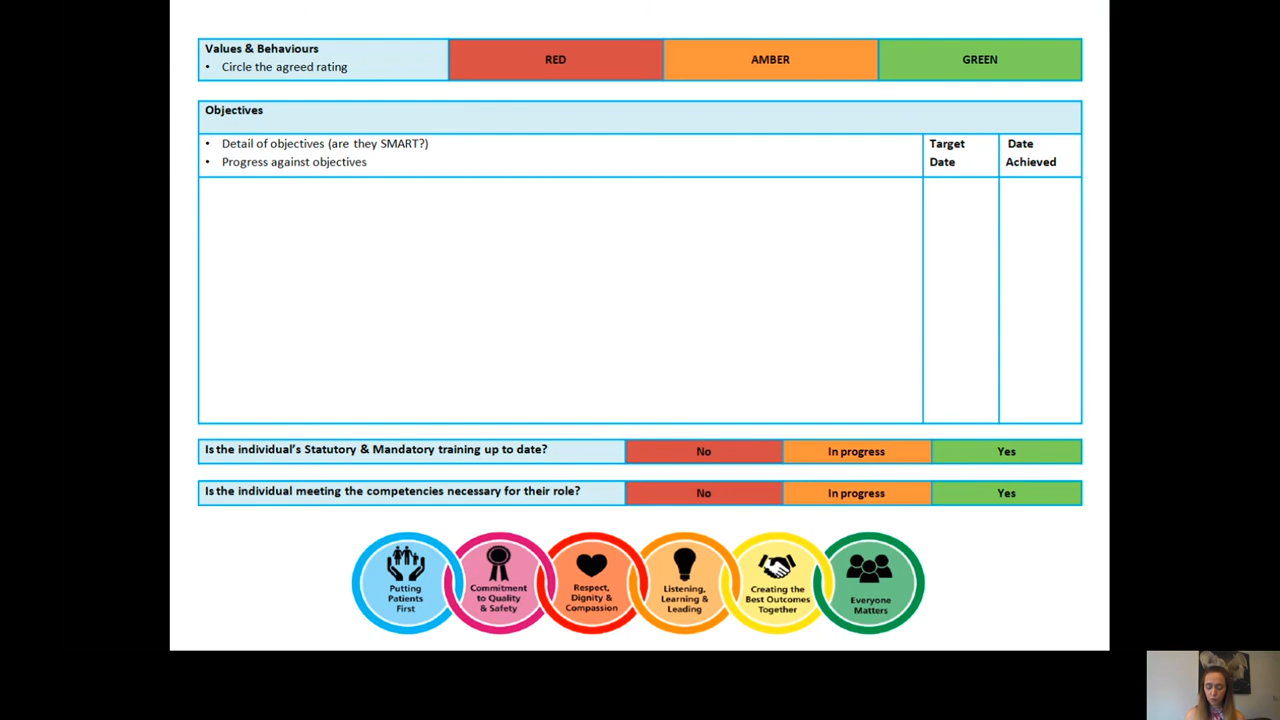 Values & Behaviours
• Circle the agreed rating
RED
AMBER
GREEN
Objectives
• Detail of objectives (are they SMART?)
• Progress against objectives
Target
Date
Date
Achieved
Is the individual's Statutory & Mandatory training up to date?
No
In progress
Yes
Is the individual meeting the competencies necessary for their role?
No
In progress
Yes
Putting
Patients
First
Commitment
to Quality
& Safety
Respect,
Dignity &
Compassion
Listening,
Learning &
Leading
Creating the
Best Outcomes
Together
Everyone
Matters